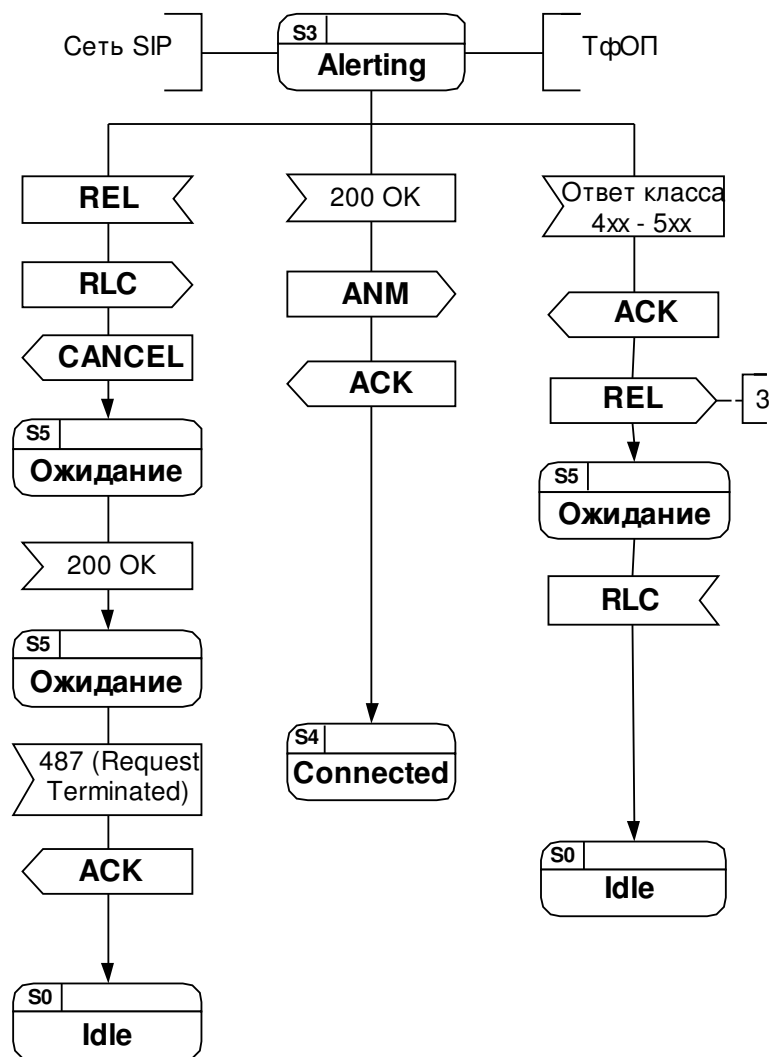 Сеть SIP
S3
Alerting
ТфОП
REL
RLC
CANCEL
S5
Ожидание
200 OK
S5
Ожидание
487 (Request
Terminated)
ACK
S0
Idle
200 OK
ANM
ACK
S4
Connected
Ответ класса
4xx - 5xx
ACK
REL
3
S5
Ожидание
RLC
S0
Idle